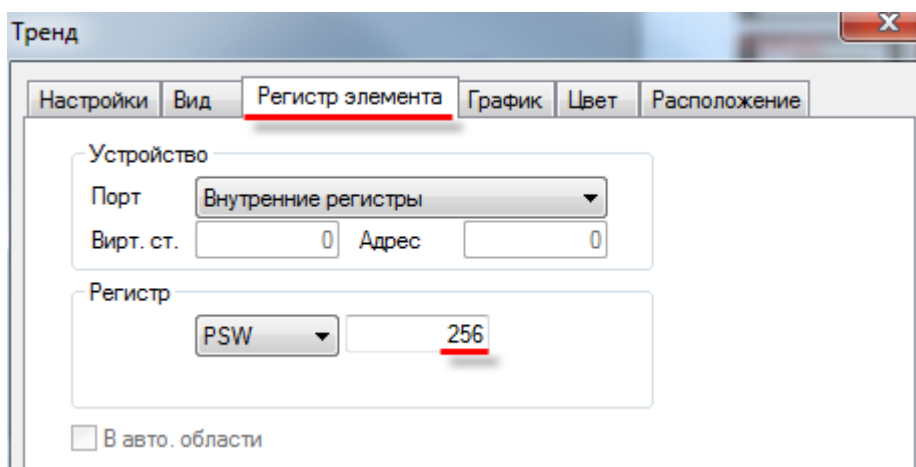 Тренд
Настройки Вид Регистр элемента График Цвет Расположение
Устройство
Порт Внутренние регистры
Вирт. ст. 0 Адрес 0
Регистр
PSW 256
В авто. области